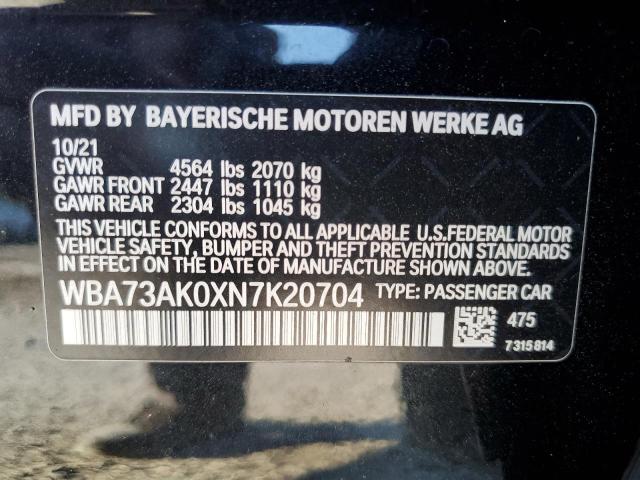 MFD BY BAYERISCHE MOTOREN WERKE AG
10/21
GVWR 4564 lbs 2070 kg
GAWR FRONT 2447 lbs 1110 kg
GAWR REAR 2304 lbs 1045 kg
THIS VEHICLE CONFORMS TO ALL APPLICABLE U.S.FEDERAL MOTOR
VEHICLE SAFETY, BUMPER AND THEFT PREVENTION STANDARDS
IN EFFECT ON THE DATE OF MANUFACTURE SHOWN ABOVE.
WBA73AK0XN7K20704 TYPE: PASSENGER CAR
475
7315814